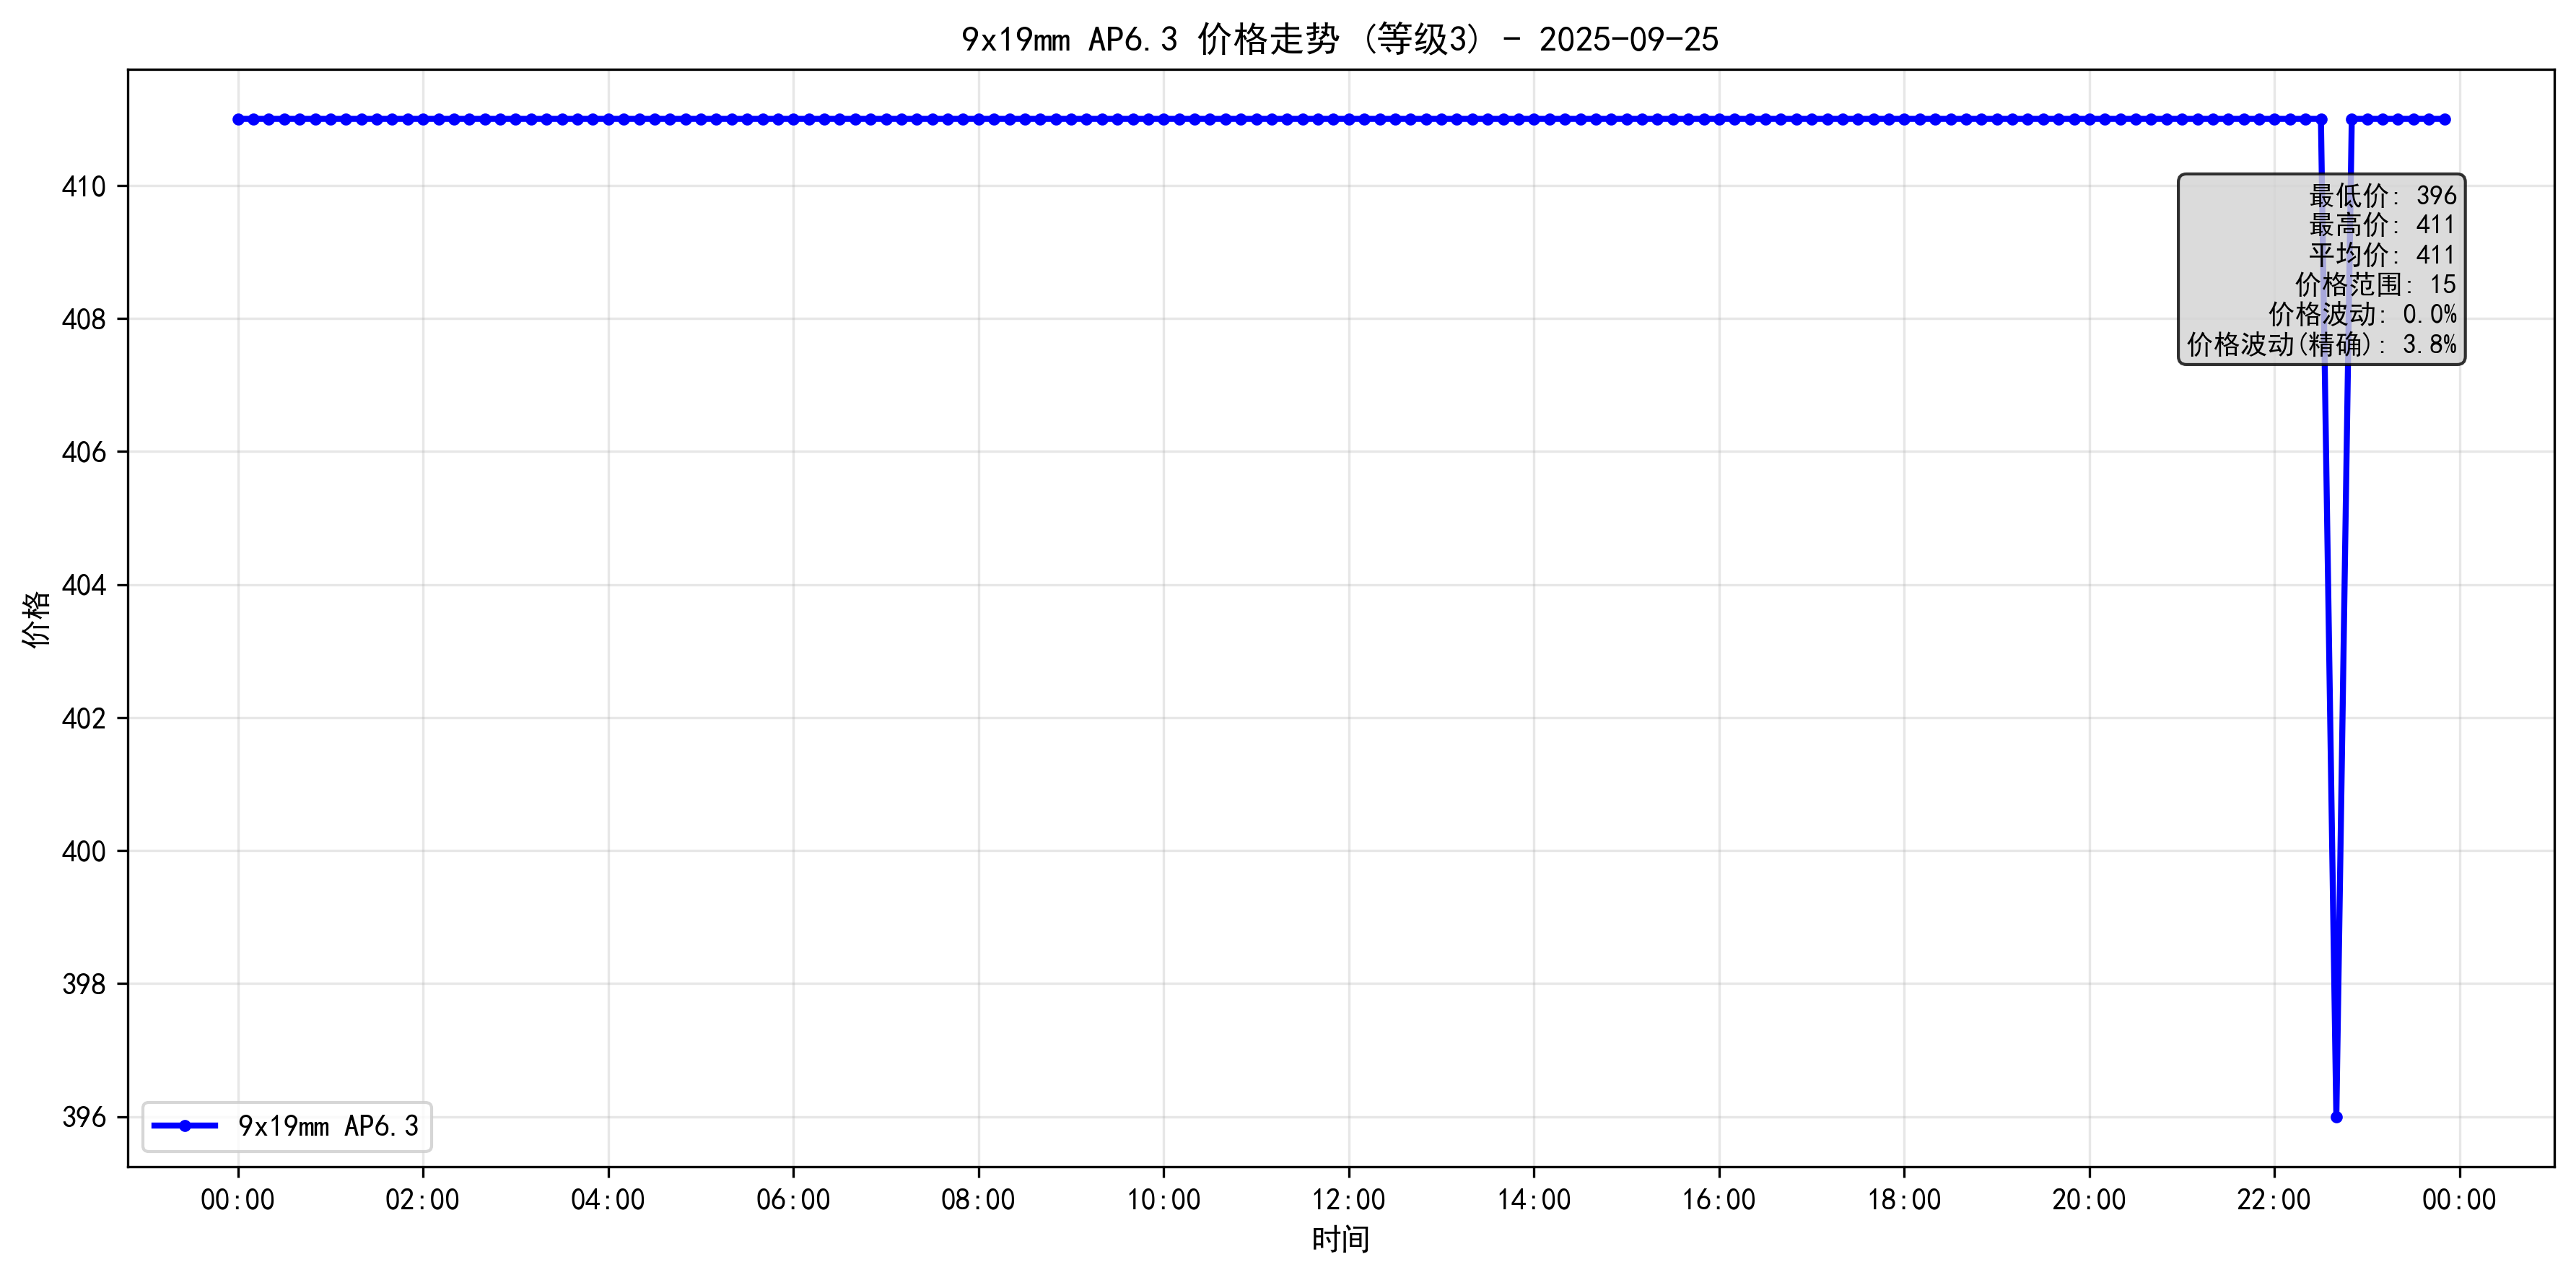 9x19mm AP6.3 价格走势 (等级3) - 2025-09-25
410
408
406
404
402
400
398
396
价格
最低价: 396
最高价: 411
平均价: 411
价格范围: 15
价格波动: 0.0%
价格波动(精确): 3.8%
9x19mm AP6.3
00:00 02:00 04:00 06:00 08:00 10:00 12:00 14:00 16:00 18:00 20:00 22:00 00:00
时间